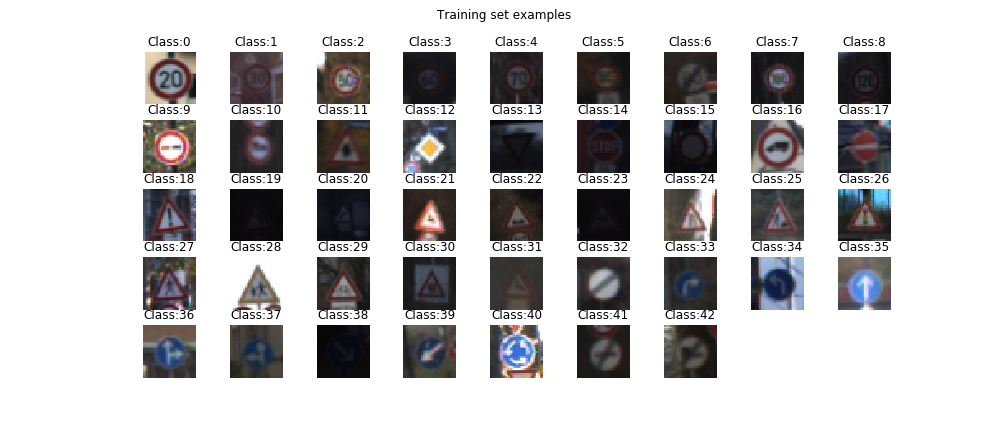 Training set examples
Class:0 Class:1 Class:2 Class:3 Class:4 Class:5 Class:6 Class:7 Class:8
20 30 70 120
Class:9 Class:10 Class:11 Class:12 Class:13 Class:14 Class:15 Class:16 Class:17
STOP
Class:18 Class:19 Class:20 Class:21 Class:22 Class:23 Class:24 Class:25 Class:26
Class:27 Class:28 Class:29 Class:30 Class:31 Class:32 Class:33 Class:34 Class:35
Class:36 Class:37 Class:38 Class:39 Class:40 Class:41 Class:42